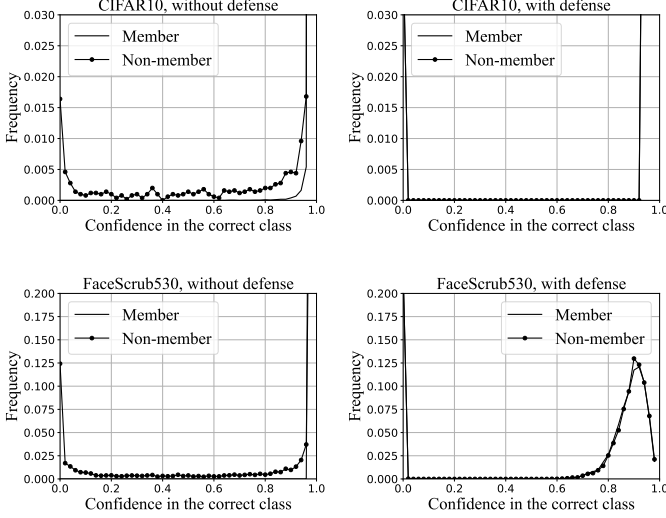 CIFAR10, without defense
0.030
0.025
0.020
0.015
0.010
0.005
0.000
Frequency
Member
Non-member
0.0 0.2 0.4 0.6 0.8 1.0
Confidence in the correct class
CIFAR10, with defense
0.030
0.025
0.020
0.015
0.010
0.005
0.000
Frequency
Member
Non-member
0.0 0.2 0.4 0.6 0.8 1.0
Confidence in the correct class
FaceScrub530, without defense
0.200
0.175
0.150
0.125
0.100
0.075
0.050
0.025
0.000
Frequency
Member
Non-member
0.0 0.2 0.4 0.6 0.8 1.0
Confidence in the correct class
FaceScrub530, with defense
0.200
0.175
0.150
0.125
0.100
0.075
0.050
0.025
0.000
Frequency
Member
Non-member
0.0 0.2 0.4 0.6 0.8 1.0
Confidence in the correct class